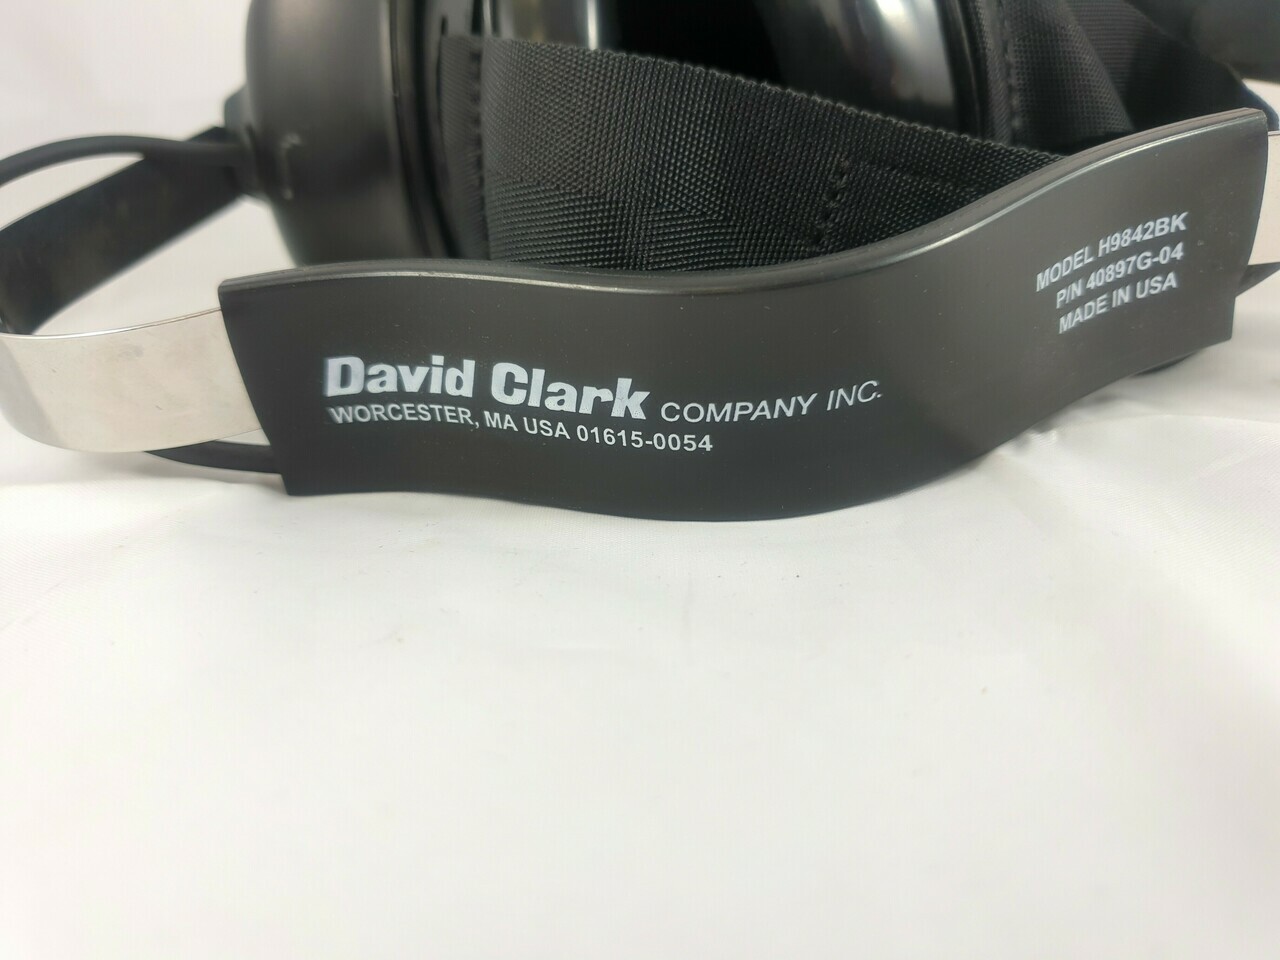 David Clark COMPANY INC.
WORCESTER, MA USA 01615-0054
MODEL H9842BK
P/N 40897G-04
MADE IN USA